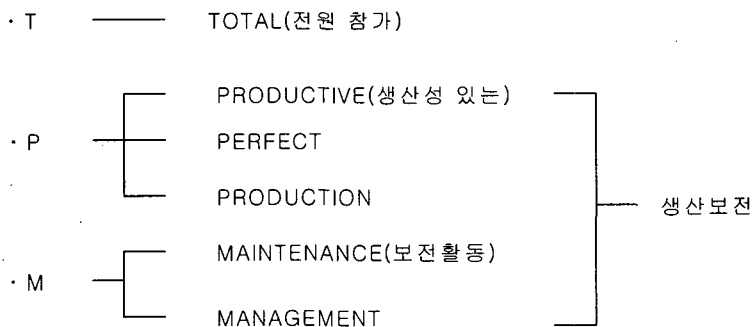 · T TOTAL(전원 참가)
PRODUCTIVE(생산성 있는)
· P PERFECT
PRODUCTION
생산보전
MAINTENANCE(보전활동)
· M
MANAGEMENT